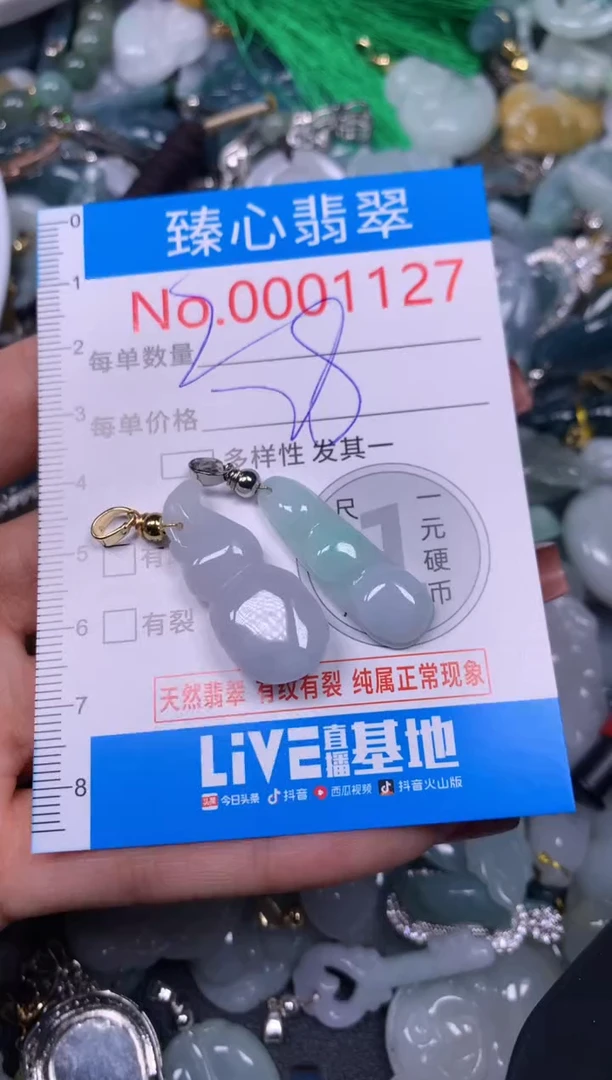 臻心翡翠
No.0001127
每单数量
每单价格
58
多样性 发其一
尺
1
一元硬币
有
有裂
天然翡翠 有纹有裂 纯属正常现象
LiVE直播基地
头条 今日头条 抖音 西瓜视频 抖音火山版
0
1
2
3
4
5
6
7
8